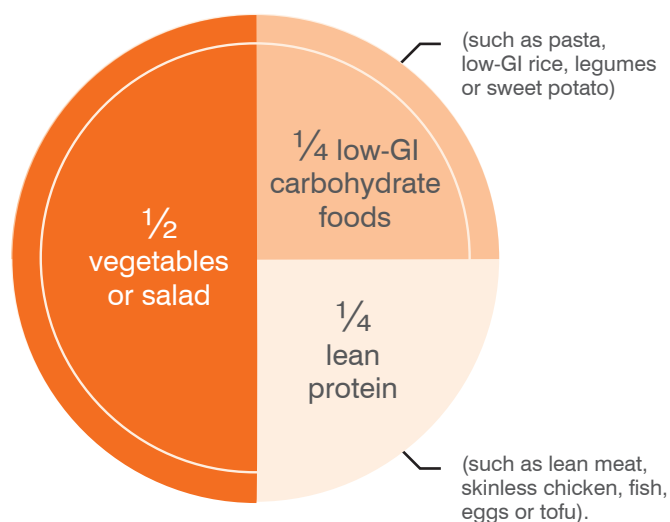 (such as pasta,
low-GI rice, legumes
or sweet potato)
¼ low-GI
carbohydrate
foods
½
vegetables
or salad
¼
lean
protein
(such as lean meat,
skinless chicken, fish,
eggs or tofu).